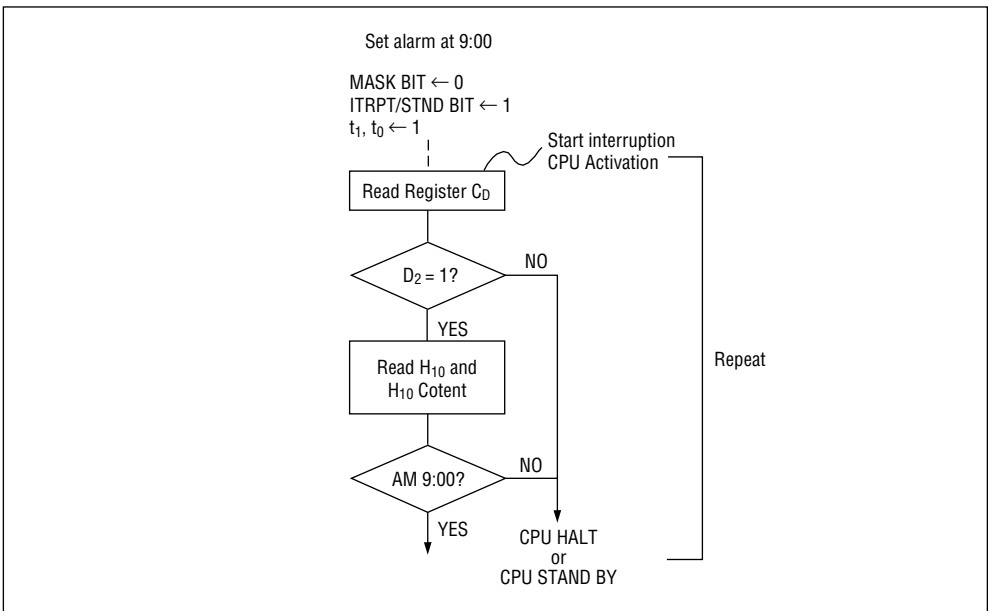 Set alarm at 9:00
MASK BIT ← 0
ITRPT/STND BIT ← 1
t₁, t₀ ← 1
Start interruption
CPU Activation
Read Register C_D
D₂ = 1?
NO
YES
Read H₁₀ and
H₁₀ Cotent
Repeat
AM 9:00?
NO
YES
CPU HALT
or
CPU STAND BY